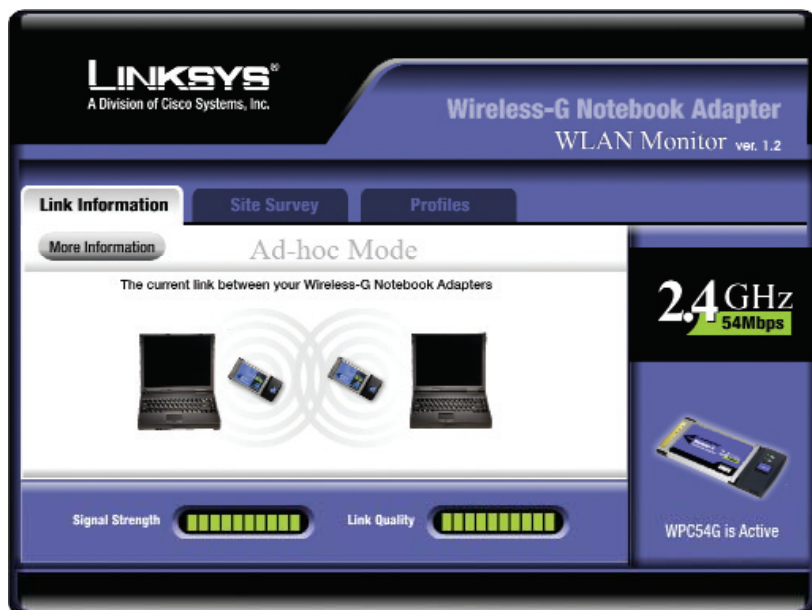 LINKSYS®
A Division of Cisco Systems, Inc.
Wireless-G Notebook Adapter
WLAN Monitor ver. 1.2
Link Information
Site Survey
Profiles
More Information
Ad-hoc Mode
The current link between your Wireless-G Notebook Adapters
2.4GHz
54Mbps
Signal Strength
Link Quality
WPC54G is Active